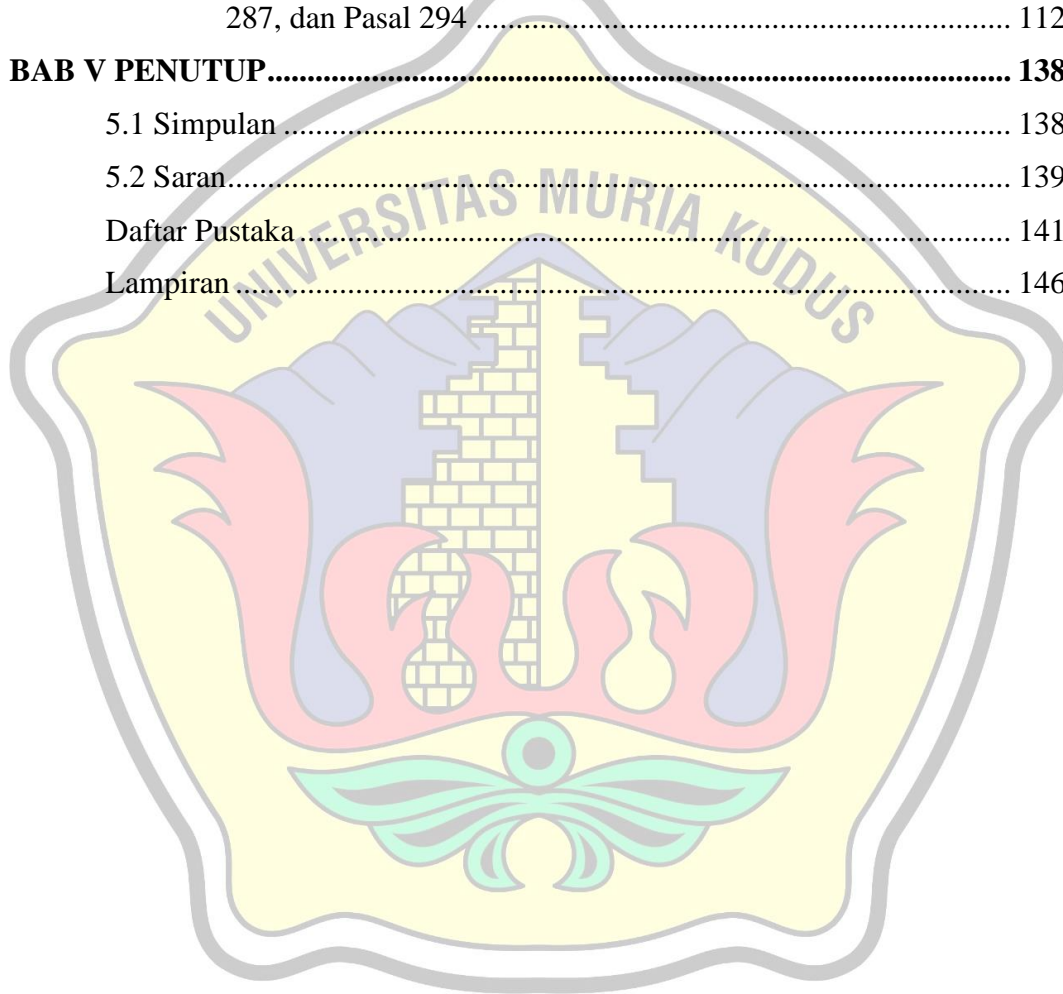 287, dan Pasal 294 ........................................................................ 112
BAB V PENUTUP.................................................................................... 138
5.1 Simpulan ................................................................................... 138
5.2 Saran.......................................................................................... 139
Daftar Pustaka ................................................................................. 141
Lampiran .......................................................................................... 146
UNIVERSITAS MURIA KUDUS